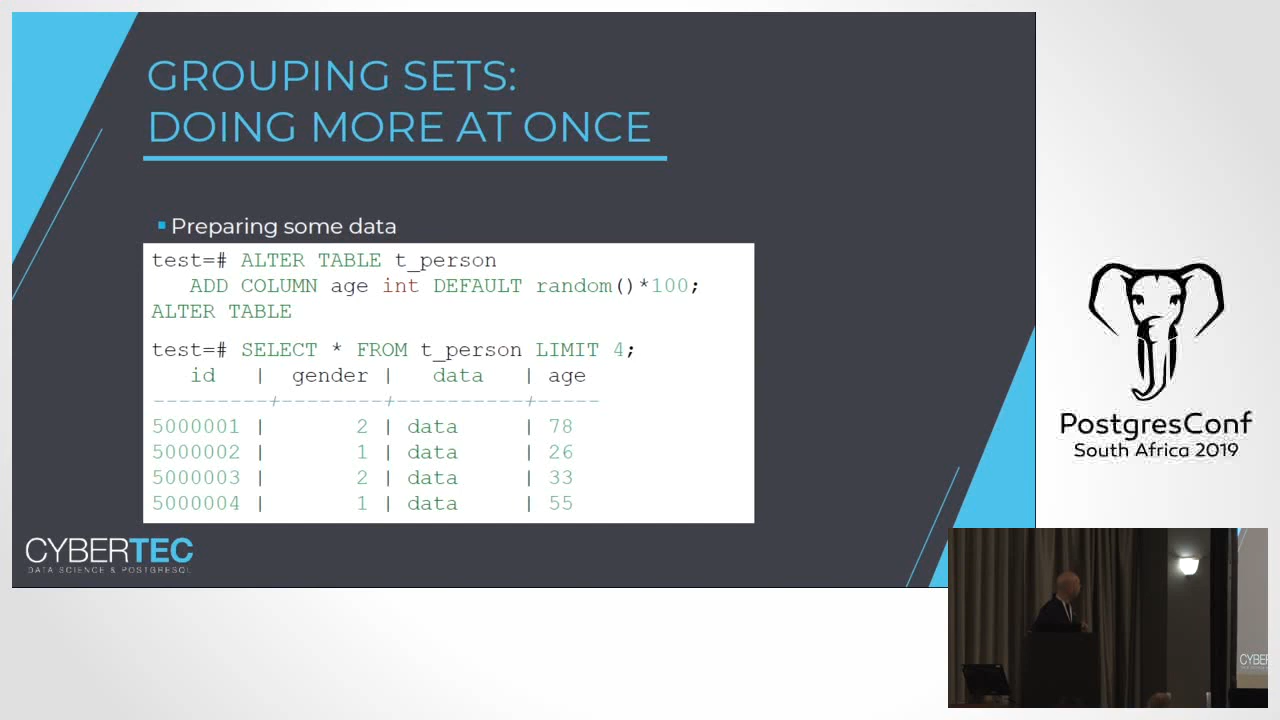 GROUPING SETS:
DOING MORE AT ONCE
Preparing some data
test=# ALTER TABLE t_person
ADD COLUMN age int DEFAULT random()*100;
ALTER TABLE
test=# SELECT * FROM t_person LIMIT 4;
id | gender | data | age
---------+--------+----------+-----
5000001 | 2 | data | 78
5000002 | 1 | data | 26
5000003 | 2 | data | 33
5000004 | 1 | data | 55
CYBERTEC
DATA SCIENCE & POSTGRESQL
PostgresConf
South Africa 2019
CYBE